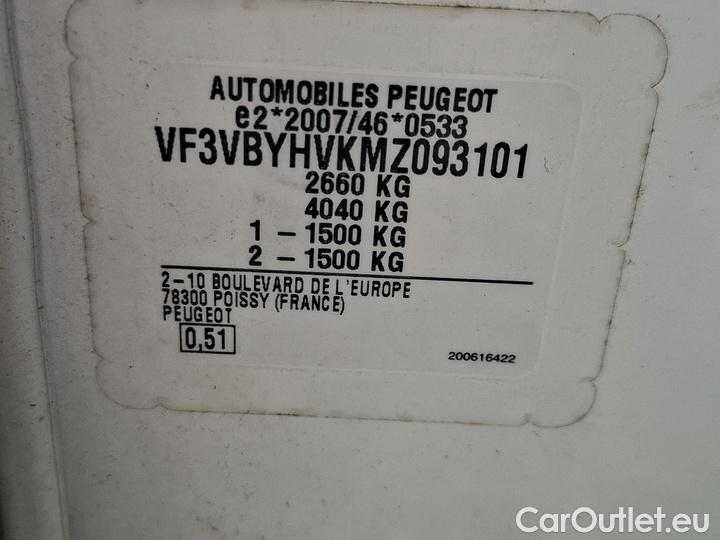 AUTOMOBILES PEUGEOT
e2*2007/46*0533
VF3VBYHVKMZ093101
2660 KG
4040 KG
1 - 1500 KG
2 - 1500 KG
2-10 BOULEVARD DE L'EUROPE
78300 POISSY (FRANCE)
PEUGEOT
0,51
200616422
CarOutlet.eu